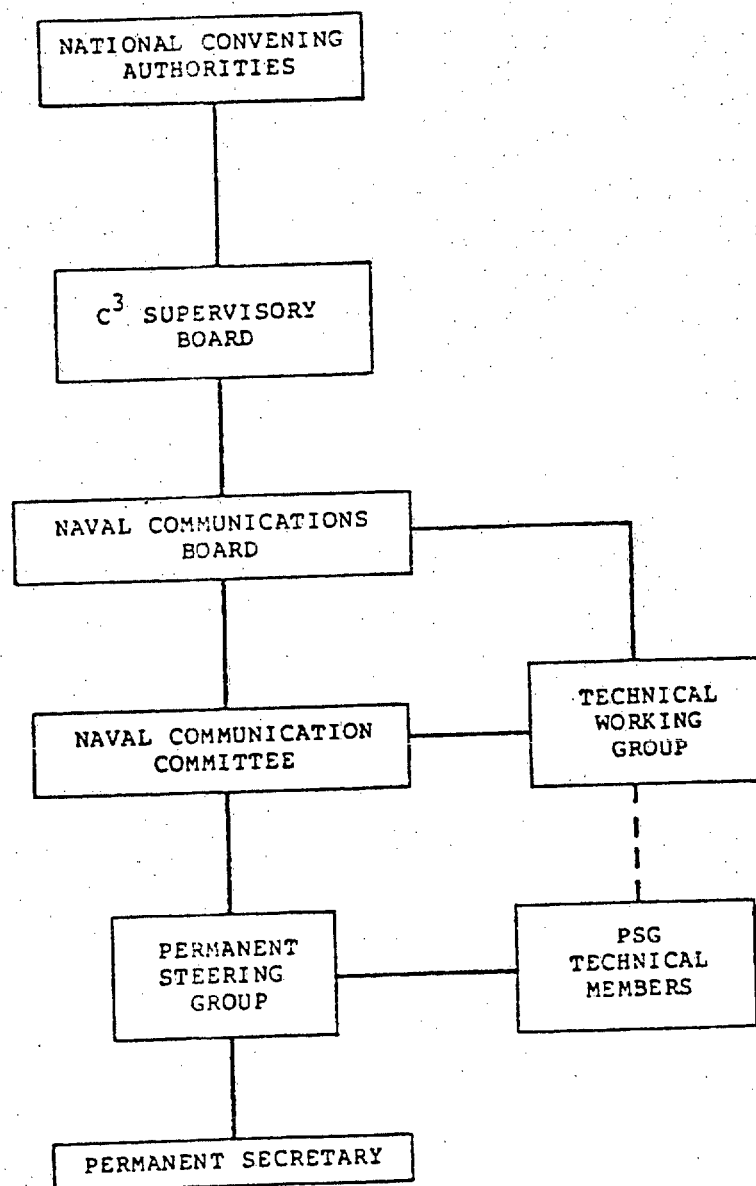 NATIONAL CONVENING
AUTHORITIES
C³ SUPERVISORY
BOARD
NAVAL COMMUNICATIONS
BOARD
NAVAL COMMUNICATION
COMMITTEE
TECHNICAL
WORKING
GROUP
PERMANENT
STEERING
GROUP
PSG
TECHNICAL
MEMBERS
PERMANENT SECRETARY